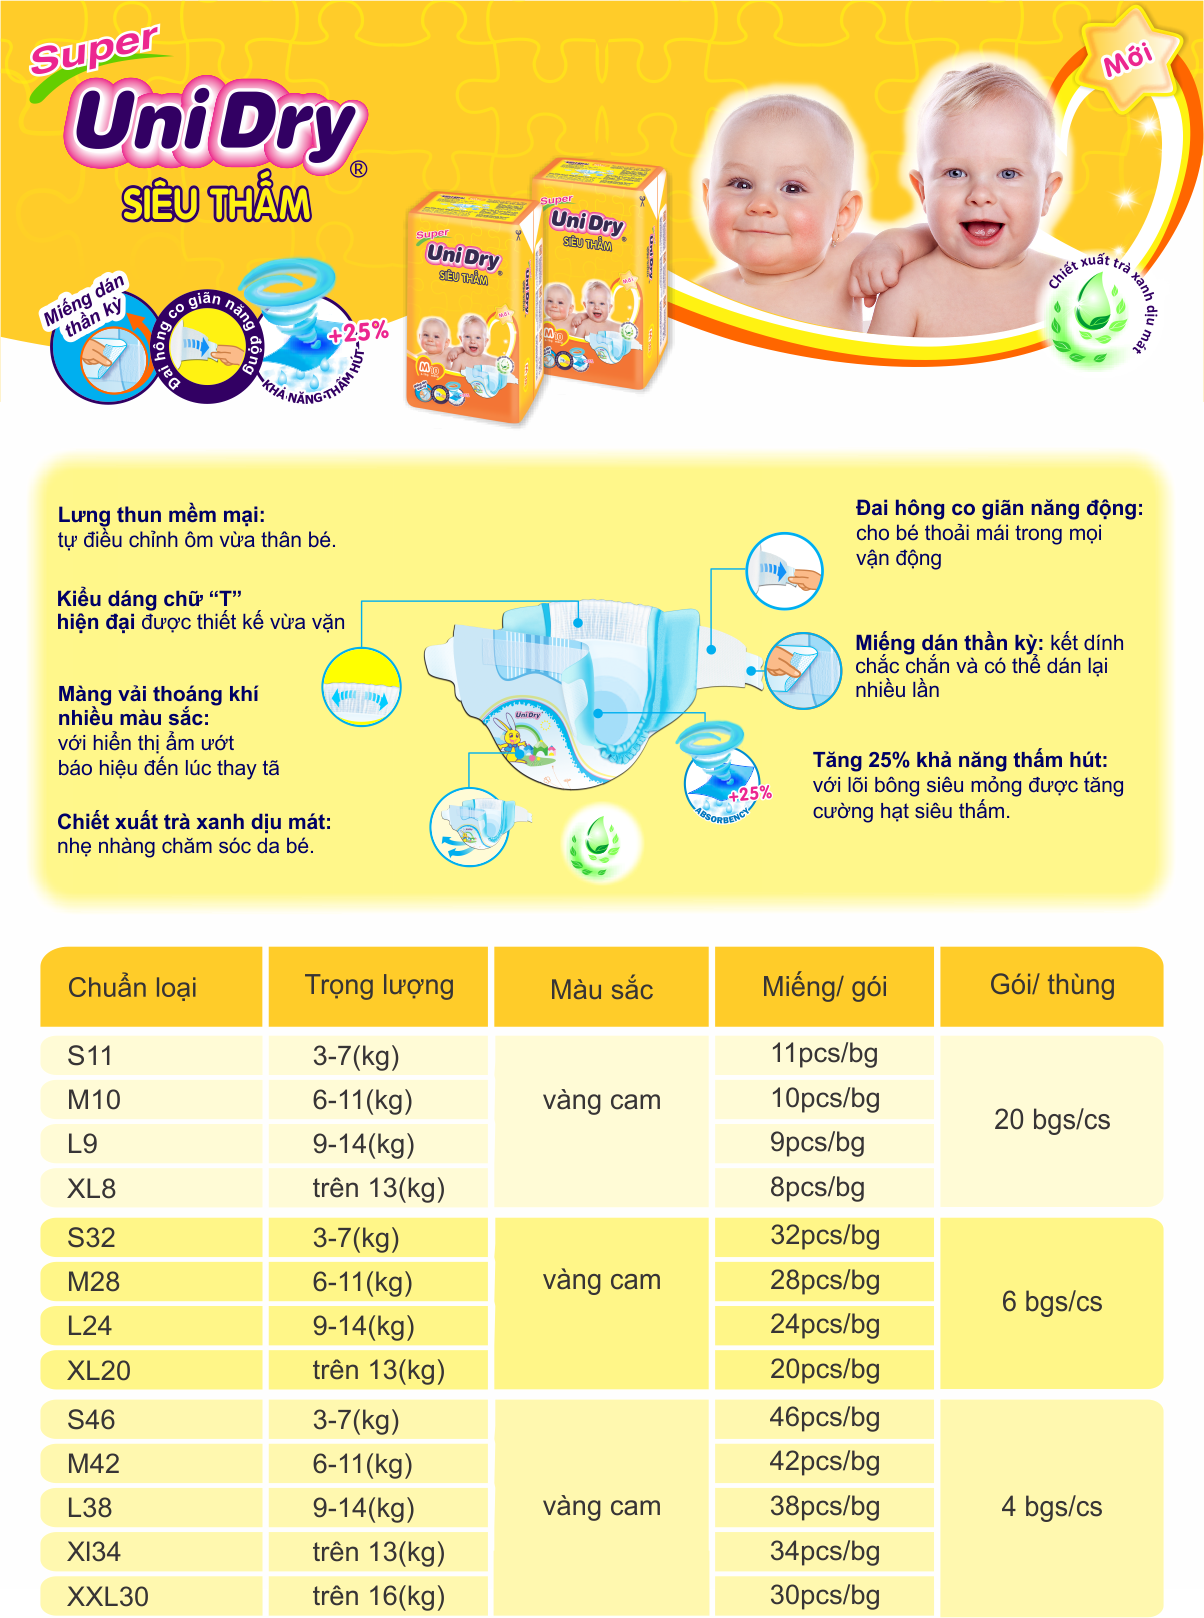 Super
UniDry
®
SIÊU THẤM
Mới
Miếng dán
thần kỳ
Đai hông co giãn năng động
+25%
KHẢ NĂNG THẤM HÚT
Super
UniDry
SIÊU THẤM
M
Super
UniDry®
SIÊU THẤM
Mới
M
Chiết xuất trà xanh dịu mát
Lưng thun mềm mại:
tự điều chỉnh ôm vừa thân bé.
Kiểu dáng chữ “T”
hiện đại được thiết kế vừa vặn
Màng vải thoáng khí
nhiều màu sắc:
với hiển thị ẩm ướt
báo hiệu đến lúc thay tã
Chiết xuất trà xanh dịu mát:
nhẹ nhàng chăm sóc da bé.
UniDry
Đai hông co giãn năng động:
cho bé thoải mái trong mọi
vận động
Miếng dán thần kỳ: kết dính
chắc chắn và có thể dán lại
nhiều lần
+25%
ABSORBENCY
Tăng 25% khả năng thấm hút:
với lõi bông siêu mỏng được tăng
cường hạt siêu thấm.
Chuẩn loại Trọng lượng Màu sắc Miếng/ gói Gói/ thùng
S11 3-7(kg) 11pcs/bg
M10 6-11(kg) vàng cam 10pcs/bg 20 bgs/cs
L9 9-14(kg) 9pcs/bg
XL8 trên 13(kg) 8pcs/bg
S32 3-7(kg) 32pcs/bg
M28 6-11(kg) vàng cam 28pcs/bg 6 bgs/cs
L24 9-14(kg) 24pcs/bg
XL20 trên 13(kg) 20pcs/bg
S46 3-7(kg) 46pcs/bg
M42 6-11(kg) 42pcs/bg
L38 9-14(kg) vàng cam 38pcs/bg 4 bgs/cs
Xl34 trên 13(kg) 34pcs/bg
XXL30 trên 16(kg) 30pcs/bg